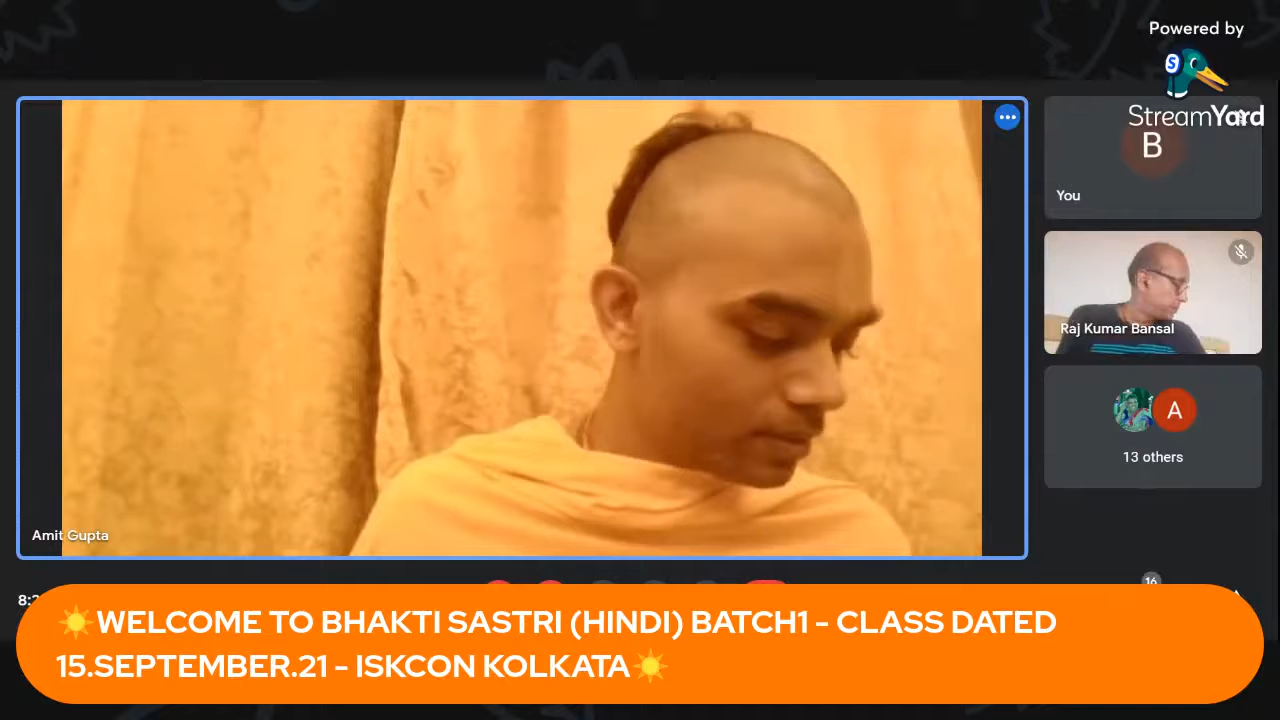 Powered by
S
StreamYard
B
You
Raj Kumar Bansal
A
13 others
Amit Gupta
16
☀️WELCOME TO BHAKTI SASTRI (HINDI) BATCH1 - CLASS DATED
15.SEPTEMBER.21 - ISKCON KOLKATA☀️